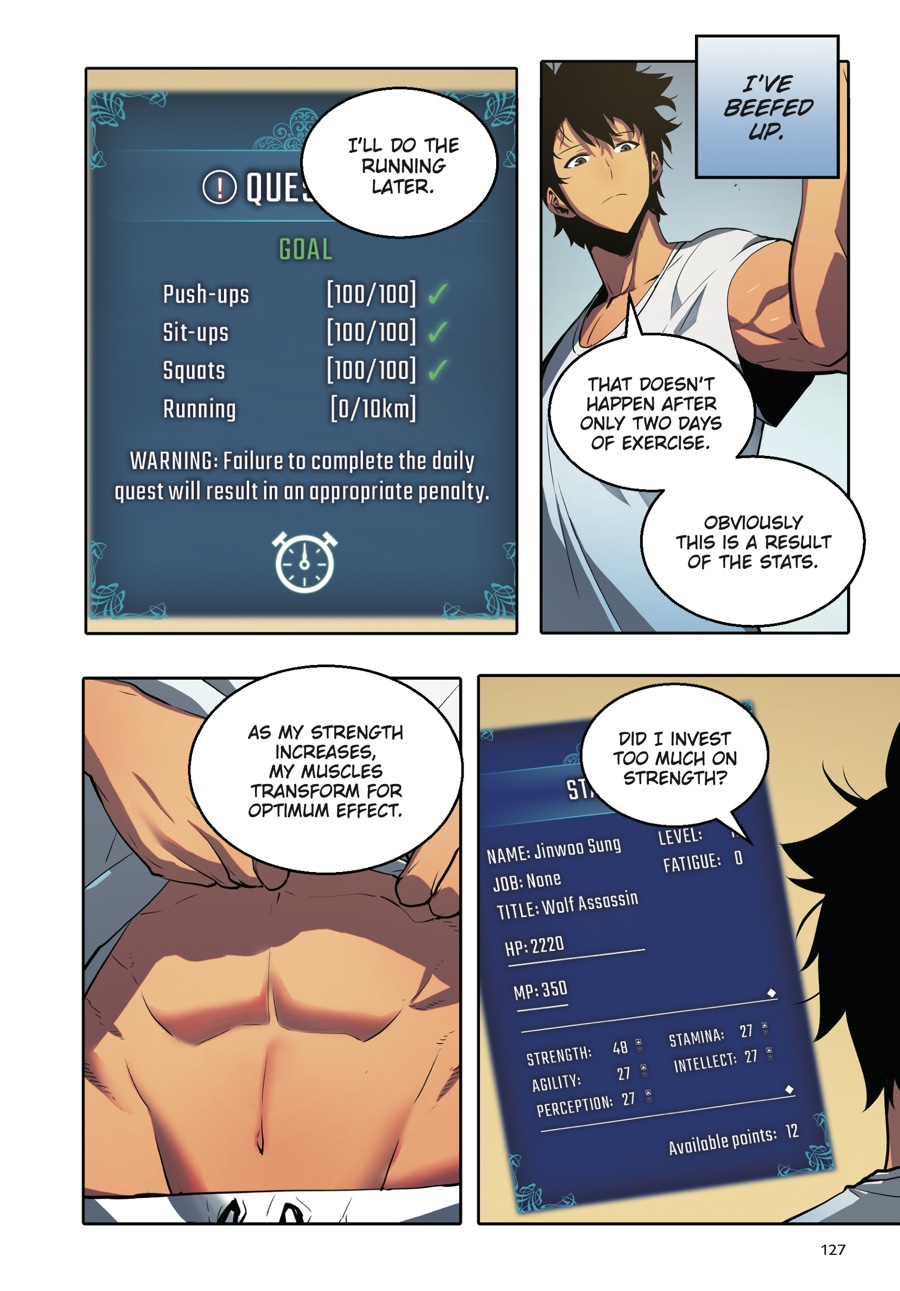 I'LL DO THE
RUNNING
LATER.
GOAL
Push-ups [100/100] ✓
Sit-ups [100/100] ✓
Squats [100/100] ✓
Running [0/10km]
WARNING: Failure to complete the daily
quest will result in an appropriate penalty.
I'VE
BEEFED
UP.
THAT DOESN'T
HAPPEN AFTER
ONLY TWO DAYS
OF EXERCISE.
OBVIOUSLY
THIS IS A RESULT
OF THE STATS.
AS MY STRENGTH
INCREASES,
MY MUSCLES
TRANSFORM FOR
OPTIMUM EFFECT.
DID I INVEST
TOO MUCH ON
STRENGTH?
NAME: Jinwoo Sung LEVEL:
JOB: None FATIGUE: 0
TITLE: Wolf Assassin
HP: 2220
MP: 350
STRENGTH: 48 STAMINA: 27
AGILITY: 27 INTELLECT: 27
PERCEPTION: 27
Available points: 12
127